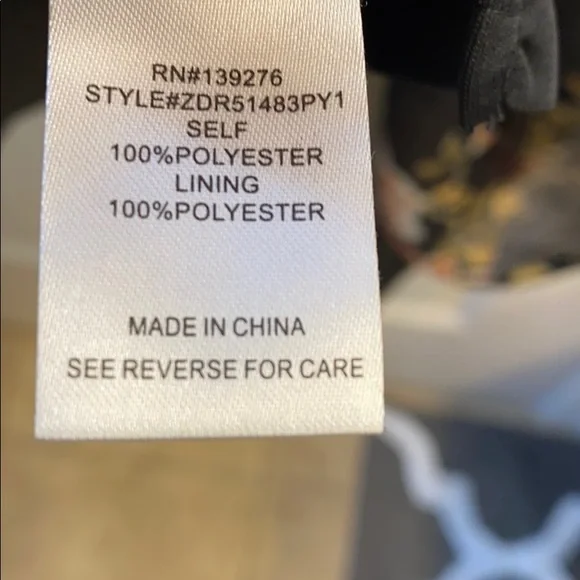 RN#139276
STYLE#ZDR51483PY1
SELF
100%POLYESTER
LINING
100%POLYESTER
MADE IN CHINA
SEE REVERSE FOR CARE